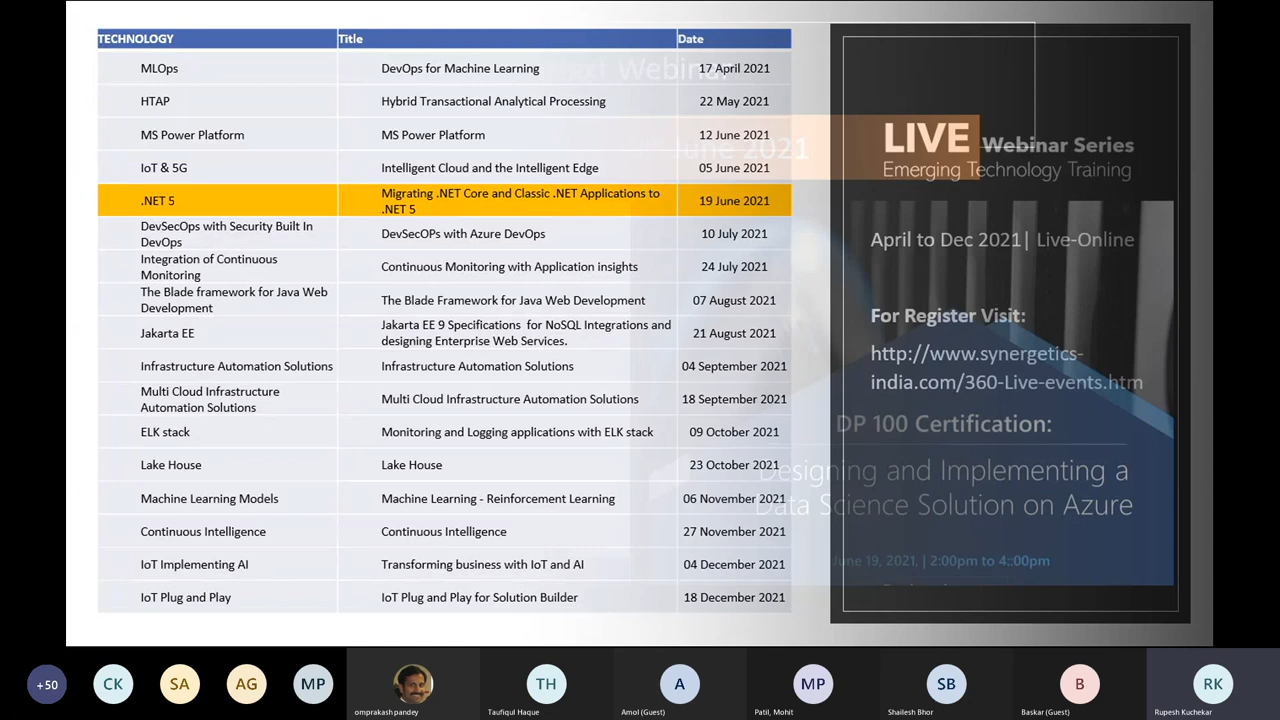 TECHNOLOGY Title Date
MLOps DevOps for Machine Learning 17 April 2021
HTAP Hybrid Transactional Analytical Processing 22 May 2021
MS Power Platform MS Power Platform 12 June 2021
IoT & 5G Intelligent Cloud and the Intelligent Edge 05 June 2021
.NET 5 Migrating .NET Core and Classic .NET Applications to 19 June 2021
.NET 5
DevSecOps with Security Built In DevSecOPs with Azure DevOps 10 July 2021
DevOps
Integration of Continuous Continuous Monitoring with Application insights 24 July 2021
Monitoring
The Blade framework for Java Web The Blade Framework for Java Web Development 07 August 2021
Development
Jakarta EE Jakarta EE 9 Specifications for NoSQL Integrations and 21 August 2021
designing Enterprise Web Services.
Infrastructure Automation Solutions Infrastructure Automation Solutions 04 September 2021
Multi Cloud Infrastructure Multi Cloud Infrastructure Automation Solutions 18 September 2021
Automation Solutions
ELK stack Monitoring and Logging applications with ELK stack 09 October 2021
Lake House Lake House 23 October 2021
Machine Learning Models Machine Learning - Reinforcement Learning 06 November 2021
Continuous Intelligence Continuous Intelligence 27 November 2021
IoT Implementing AI Transforming business with IoT and AI 04 December 2021
IoT Plug and Play IoT Plug and Play for Solution Builder 18 December 2021
Webinar
June 2021
LIVE Webinar Series
Emerging Technology Training
April to Dec 2021| Live-Online
For Register Visit:
http://www.synergetics-
india.com/360-Live-events.htm
DP 100 Certification:
Designing and Implementing a
Data Science Solution on Azure
June 19, 2021, | 2:00pm to 4::00pm
+50 CK SA AG MP TH A MP SB B RK
omprakash pandey Taufiqul Haque Amol (Guest) Patil, Mohit Shailesh Bhor Baskar (Guest) Rupesh Kuchekar